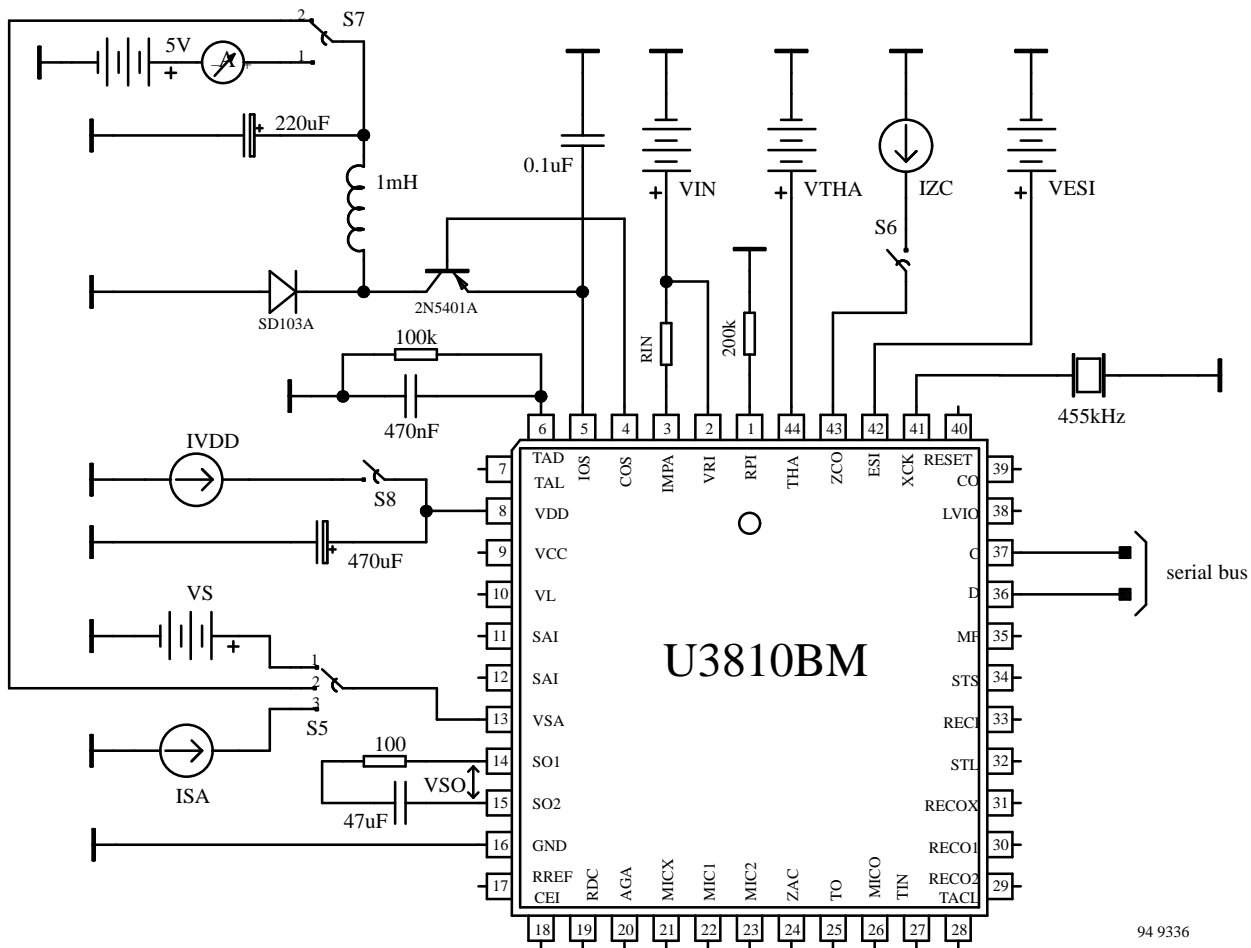 2
S7
5V
+
A
- +
1
220uF
+
1mH
0.1uF
VIN
+
VTHA
+
IZC
VESI
+
S6
SD103A
2N5401A
RIN
200k
100k
470nF
455kHz
6
5
4
3
2
1
44
43
42
41
40
TAD
TAL
IOS
COS
IMPA
VRI
RPI
THA
ZCO
ESI
XCK
RESET
CO
IVDD
S8
7
39
8
VDD
LVIO
38
470uF
+
9
VCC
C
37
serial bus
10
VL
D
36
VS
+
11
SAI
MF
35
U3810BM
1
2
3
S5
12
SAI
STS
34
13
VSA
RECI
33
ISA
100
14
SO1
STL
32
VSO
47uF
15
SO2
RECOX
31
16
GND
RECO1
30
17
RREF
CEI
RDC
AGA
MICX
MIC1
MIC2
ZAC
TO
MICO
TIN
RECO2
TACL
29
18
19
20
21
22
23
24
25
26
27
28
94 9336